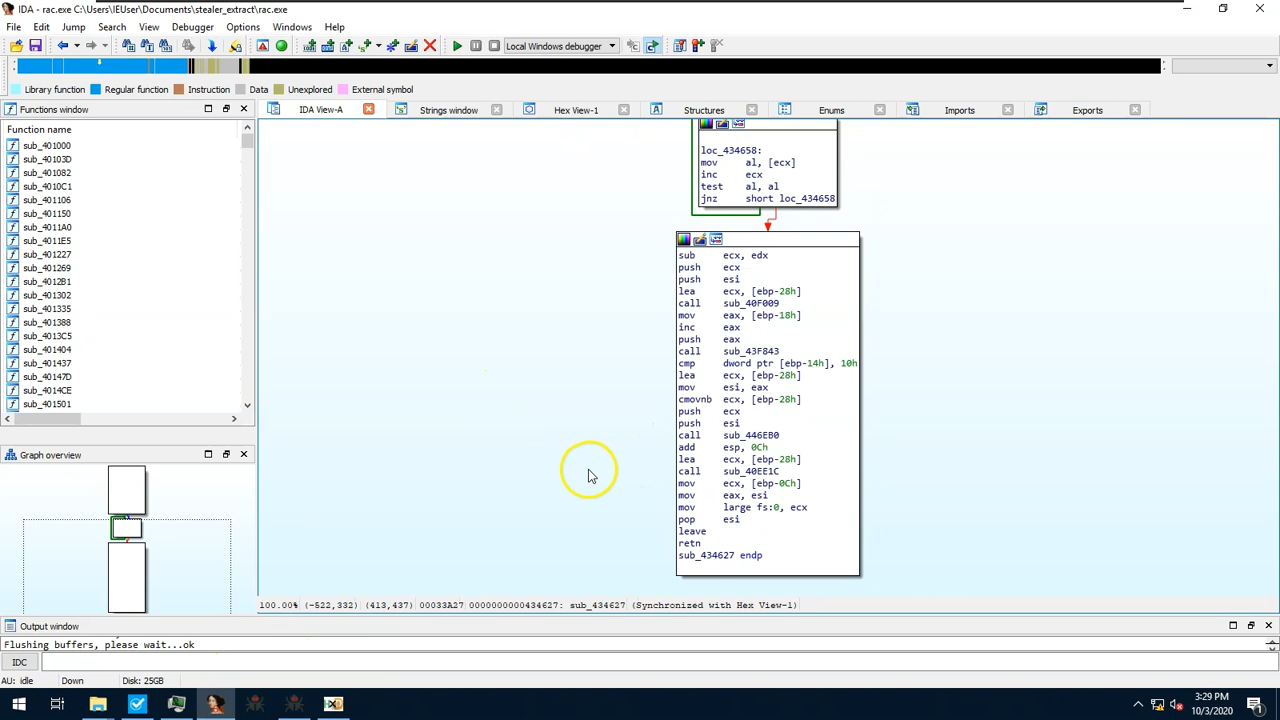 IDA - rac.exe C:\Users\IEUser\Documents\stealer_extract\rac.exe
File Edit Jump Search View Debugger Options Windows Help
Local Windows debugger
Library function Regular function Instruction Data Unexplored External symbol
Functions window
IDA View-A Strings window Hex View-1 Structures Enums Imports Exports
Function name
sub_401000
sub_40103D
sub_401082
sub_4010C1
sub_401106
sub_401150
sub_4011A0
sub_4011E5
sub_401227
sub_401269
sub_4012B1
sub_401302
sub_401335
sub_401388
sub_4013C5
sub_401404
sub_401437
sub_40147D
sub_4014CE
sub_401501
Graph overview
loc_434658:
mov al, [ecx]
inc ecx
test al, al
jnz short loc_434658
sub ecx, edx
push ecx
push esi
lea ecx, [ebp-28h]
call sub_40F009
mov eax, [ebp-18h]
inc eax
push eax
call sub_43F843
cmp dword ptr [ebp-14h], 10h
lea ecx, [ebp-28h]
mov esi, eax
cmovnb ecx, [ebp-28h]
push ecx
push esi
call sub_446EB0
add esp, 0Ch
lea ecx, [ebp-28h]
call sub_40EE1C
mov ecx, [ebp-0Ch]
mov eax, esi
mov large fs:0, ecx
pop esi
leave
retn
sub_434627 endp
100.00% (-522,332) (413,437) 00033A27 0000000000434627: sub_434627 (Synchronized with Hex View-1)
Output window
Flushing buffers, please wait...ok
IDC
AU: idle Down Disk: 25GB
3:29 PM
10/3/2020